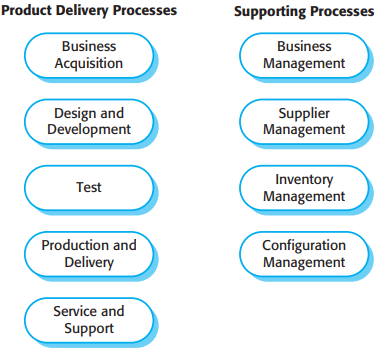 Product Delivery Processes
Business
Acquisition
Design and
Development
Test
Production and
Delivery
Service and
Support
Supporting Processes
Business
Management
Supplier
Management
Inventory
Management
Configuration
Management